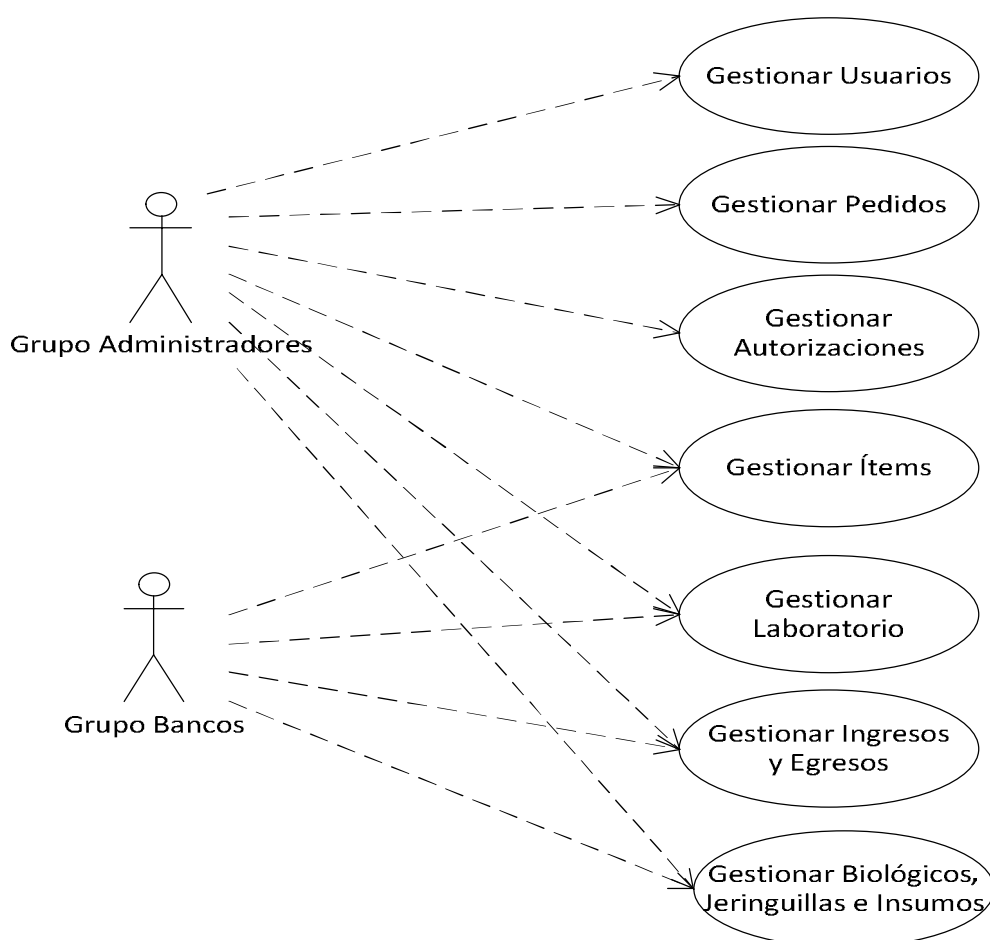 Gestionar Usuarios
Gestionar Pedidos
Gestionar
Autorizaciones
Grupo Administradores
Gestionar Ítems
Gestionar
Laboratorio
Grupo Bancos
Gestionar Ingresos
y Egresos
Gestionar Biológicos,
Jeringuillas e Insumos